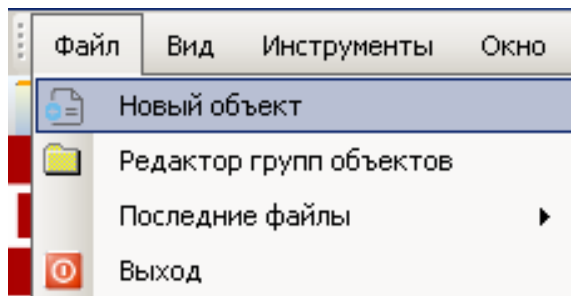 Файл Вид Инструменты Окно
Новый объект
Редактор групп объектов
Последние файлы
Выход